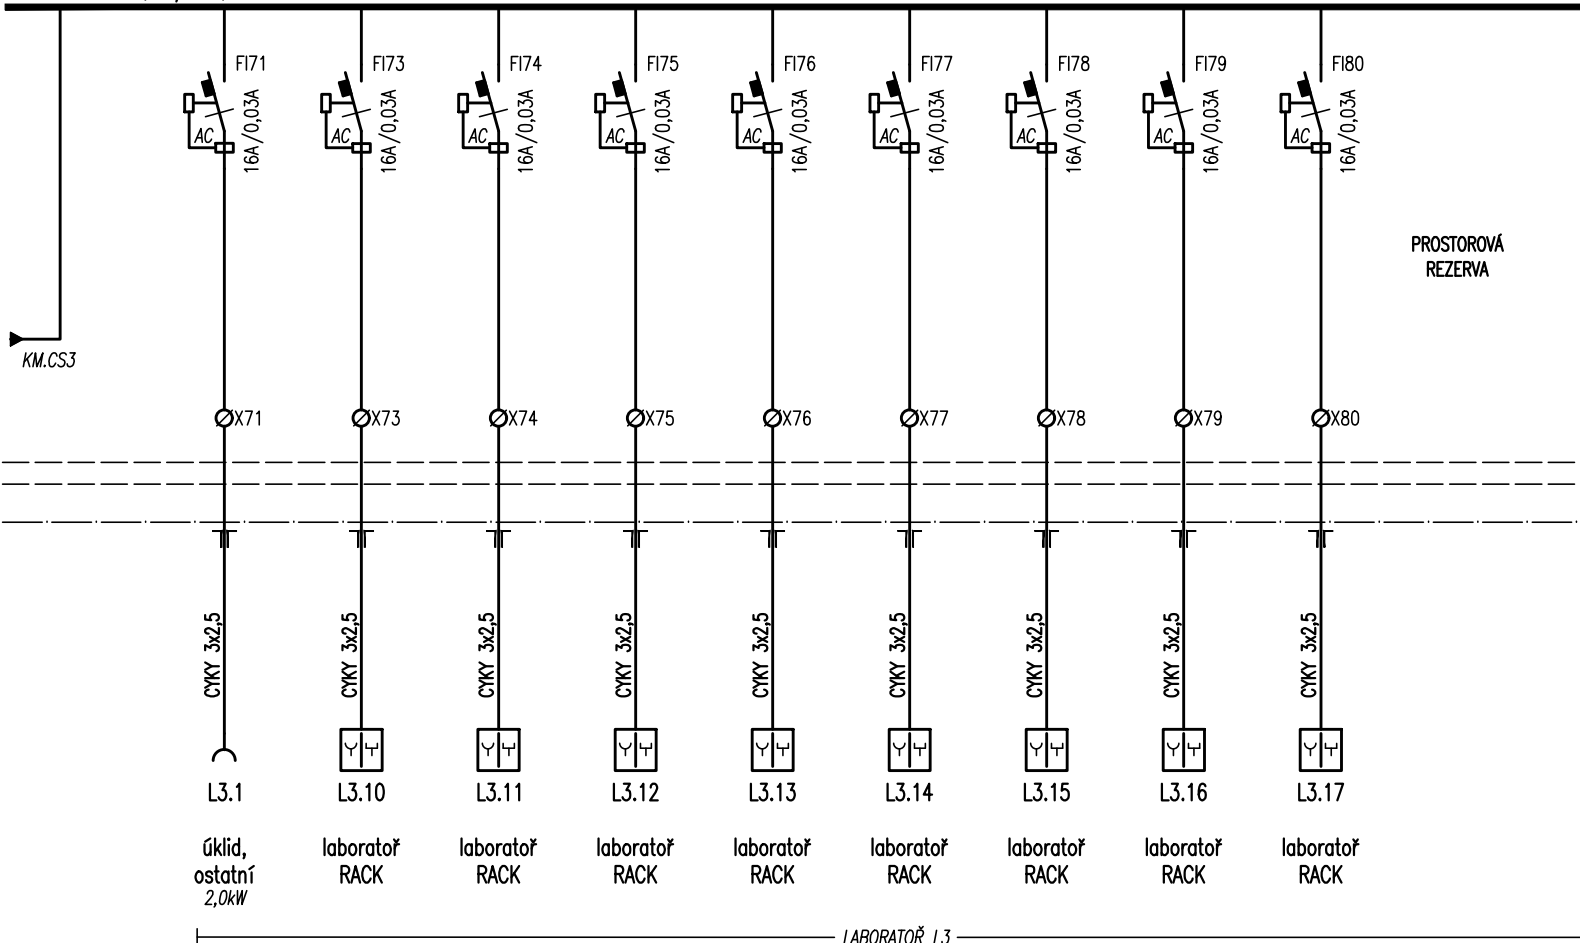 FI71 FI73 FI74 FI75 FI76 FI77 FI78 FI79 FI80
AC AC AC AC AC AC AC AC AC
16A/0,03A 16A/0,03A 16A/0,03A 16A/0,03A 16A/0,03A 16A/0,03A 16A/0,03A 16A/0,03A 16A/0,03A
PROSTOROVÁ
REZERVA
KM.CS3
X71 X73 X74 X75 X76 X77 X78 X79 X80
CYKY 3x2,5 CYKY 3x2,5 CYKY 3x2,5 CYKY 3x2,5 CYKY 3x2,5 CYKY 3x2,5 CYKY 3x2,5 CYKY 3x2,5 CYKY 3x2,5
L3.1 L3.10 L3.11 L3.12 L3.13 L3.14 L3.15 L3.16 L3.17
úklid, laboratoř laboratoř laboratoř laboratoř laboratoř laboratoř laboratoř laboratoř
ostatní RACK RACK RACK RACK RACK RACK RACK RACK
2,0kW
LABORATOŘ L3